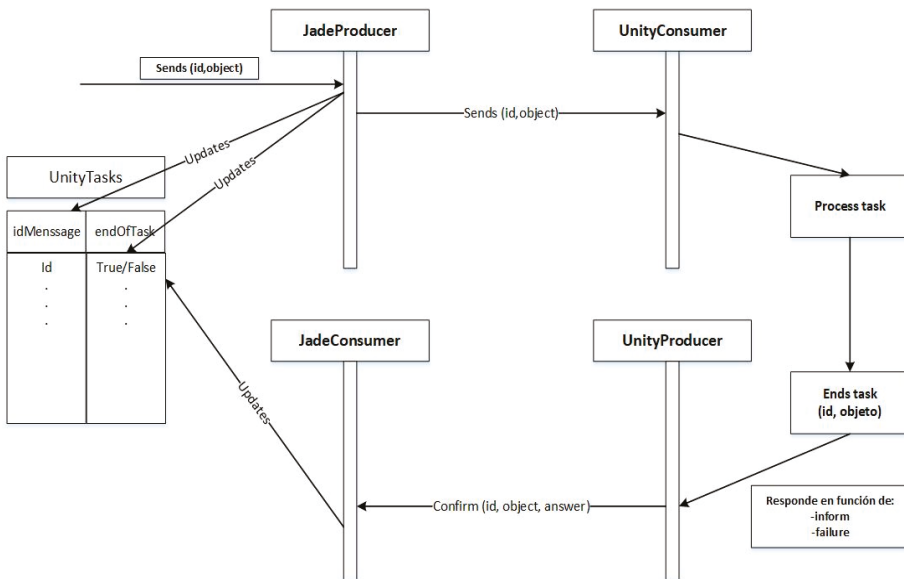 JadeProducer
UnityConsumer
Sends (id,object)
Sends (id,object)
Updates
Updates
UnityTasks
idMenssage
endOfTask
Id
True/False
.
.
.
.
.
.
Process task
JadeConsumer
UnityProducer
Updates
Ends task
(id, objeto)
Confirm (id, object, answer)
Responde en función de:
-inform
-failure